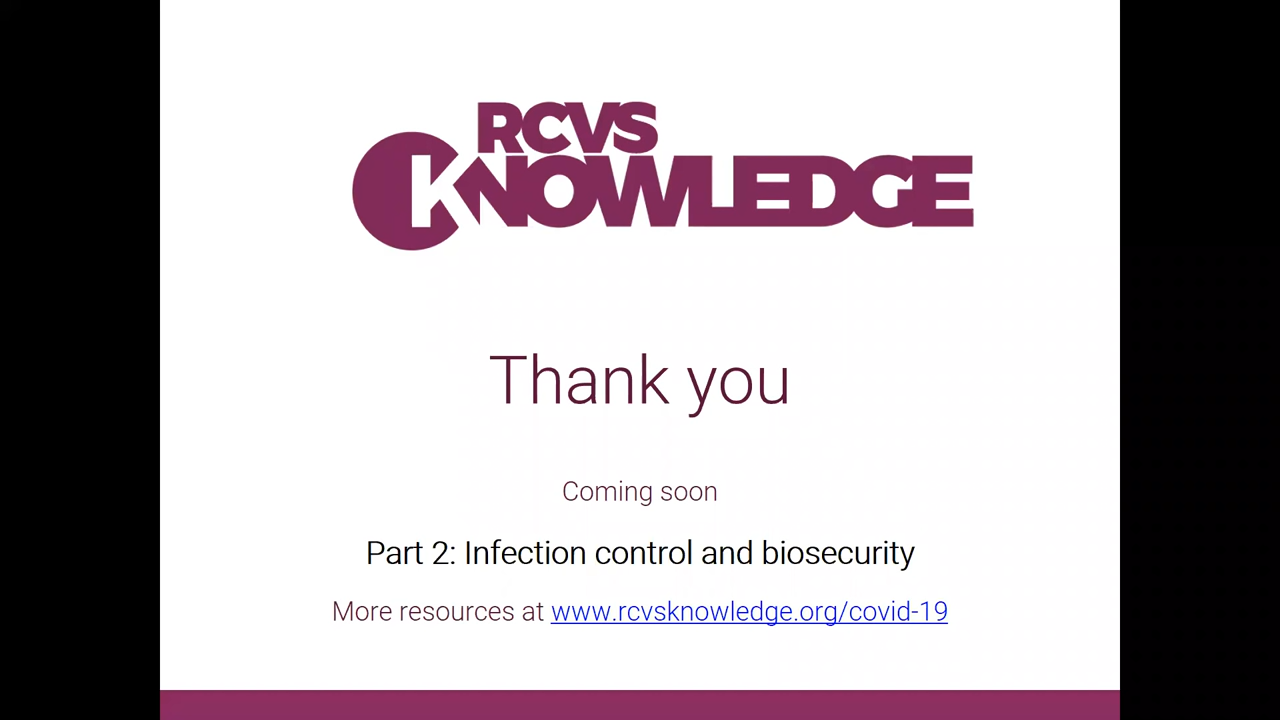 RCVS
KNOWLEDGE
Thank you
Coming soon
Part 2: Infection control and biosecurity
More resources at www.rcvsknowledge.org/covid-19